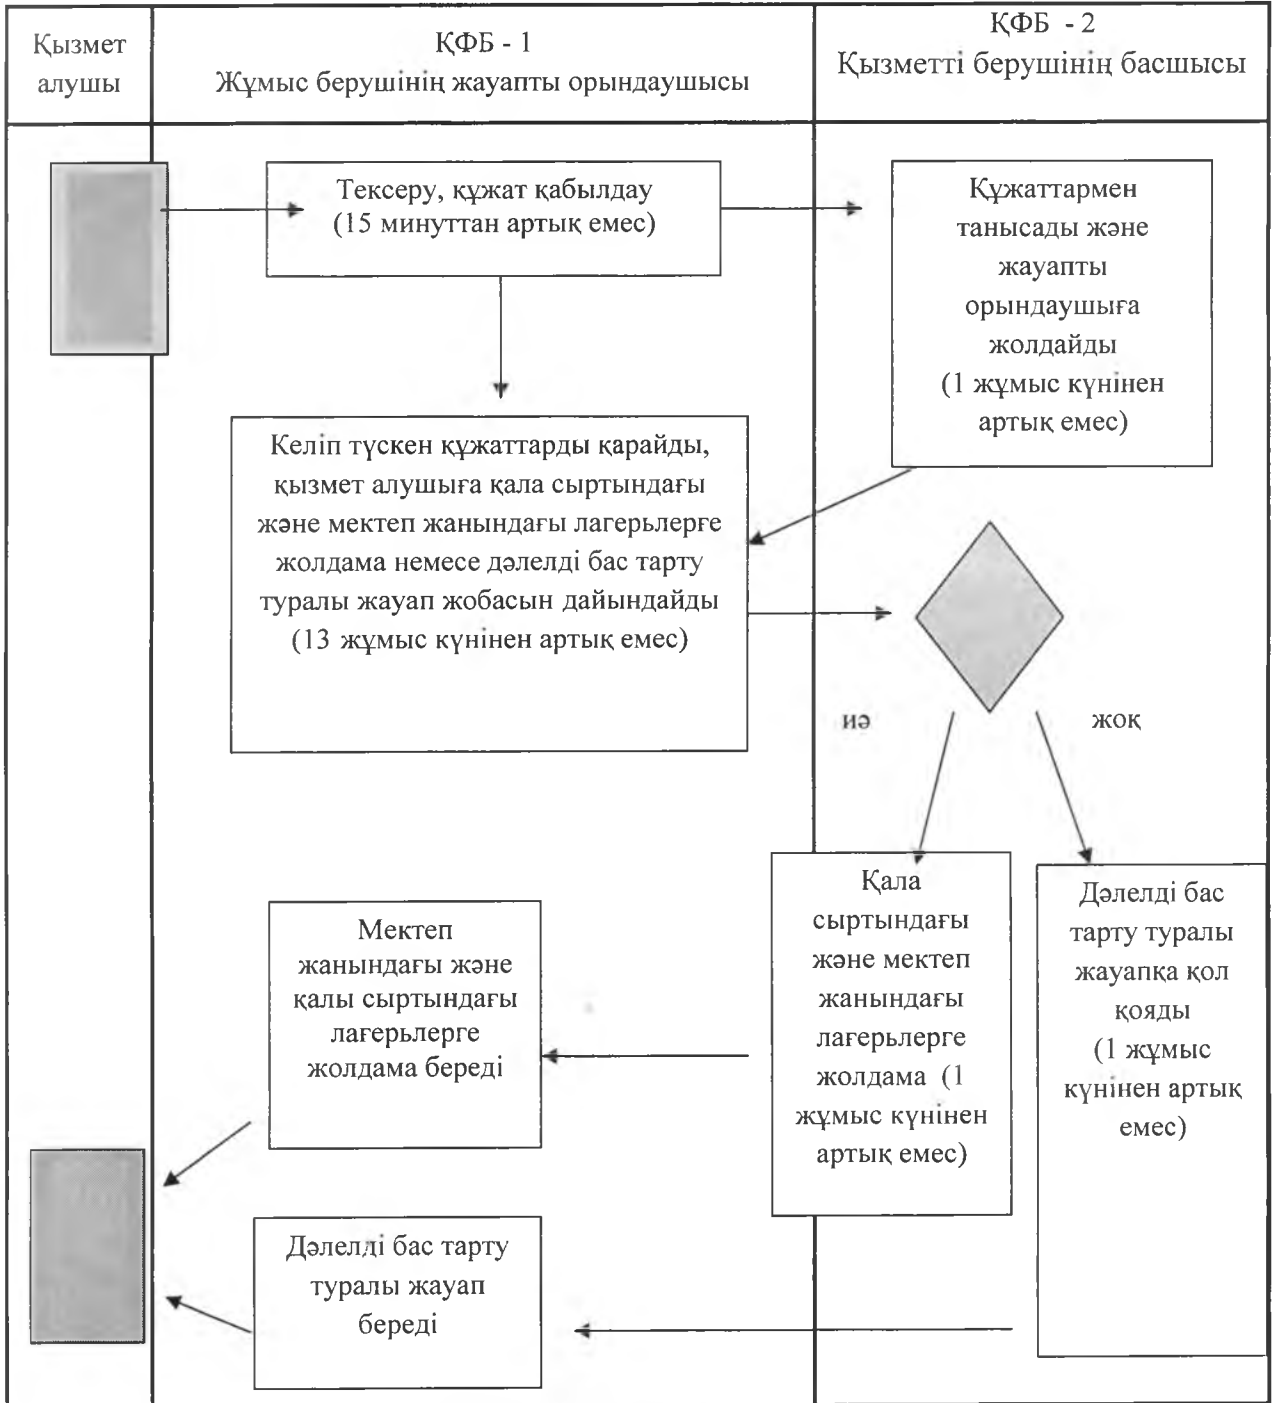 Қызмет
алушы
ҚФБ - 1
Жұмыс берушінің жауапты орындаушысы
ҚФБ - 2
Қызметті берушінің басшысы
Тексеру, құжат қабылдау
(15 минуттан артық емес)
Құжаттармен
танысады және
жауапты
орындаушыға
жолдайды
(1 жұмыс күнінен
артық емес)
Келіп түскен құжаттарды қарайды,
қызмет алушыға қала сыртындағы
және мектеп жанындағы лагерьлерге
жолдама немесе дәлелді бас тарту
туралы жауап жобасын дайындайды
(13 жұмыс күнінен артық емес)
иә
жоқ
Қала
сыртындағы
және мектеп
жанындағы
лагерьлерге
жолдама (1
жұмыс күнінен
артық емес)
Дәлелді бас
тарту туралы
жауапқа қол
қояды
(1 жұмыс
күнінен артық
емес)
Мектеп
жанындағы және
қалы сыртындағы
лагерьлерге
жолдама береді
Дәлелді бас тарту
туралы жауап
береді